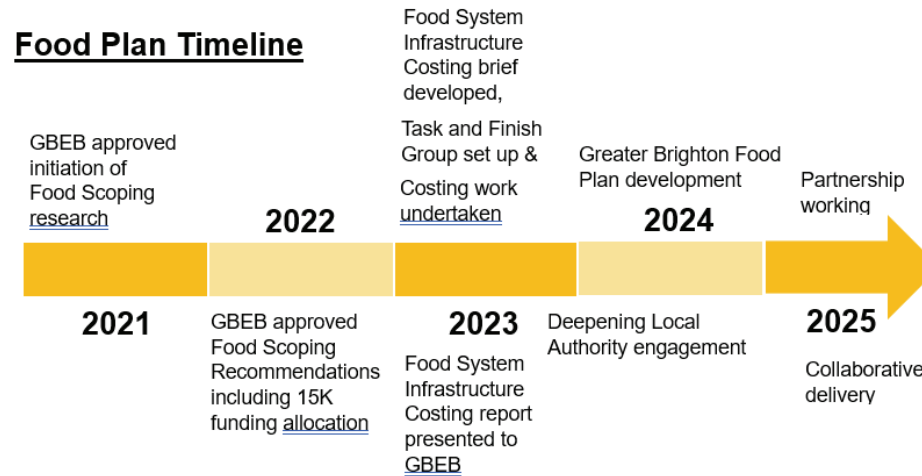 Food Plan Timeline
GBEB approved
initiation of
Food Scoping
research
2021
2022
GBEB approved
Food Scoping
Recommendations
including 15K
funding allocation
Food System
Infrastructure
Costing brief
developed,
Task and Finish
Group set up &
Costing work
undertaken
2023
Food System
Infrastructure
Costing report
presented to
GBEB
Greater Brighton Food
Plan development
2024
Deepening Local
Authority engagement
Partnership
working
2025
Collaborative
delivery